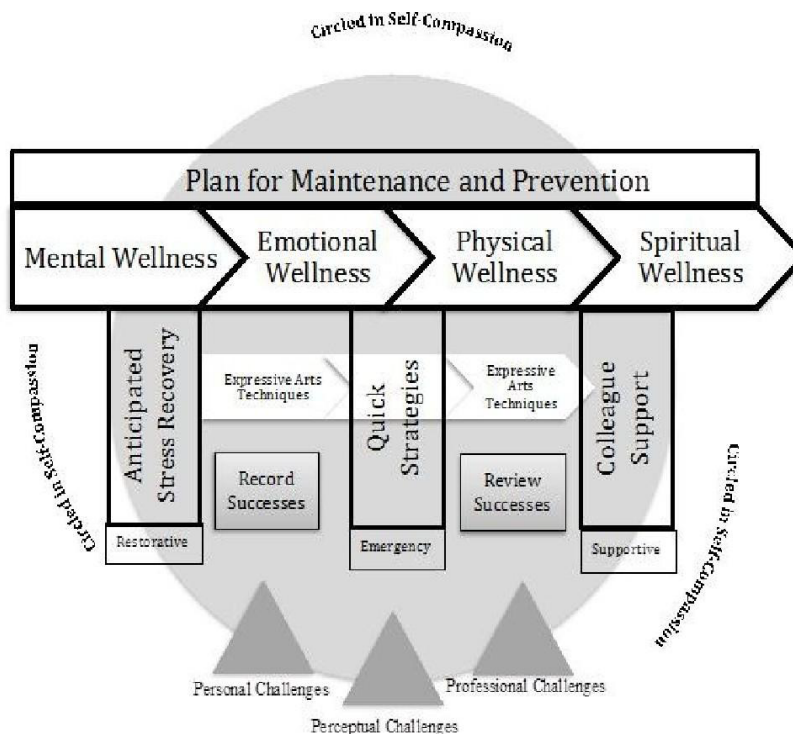 Circled in Self-Compassion
Plan for Maintenance and Prevention
Mental Wellness
Emotional
Wellness
Physical
Wellness
Spiritual
Wellness
Circled in Self-Compassion
Anticipated
Stress Recovery
Expressive Arts
Techniques
Quick
Strategies
Expressive
Arts
Techniques
Colleague
Support
Record
Successes
Review
Successes
Restorative
Emergency
Supportive
Circled in Self-Compassion
Personal Challenges
Perceptual Challenges
Professional Challenges